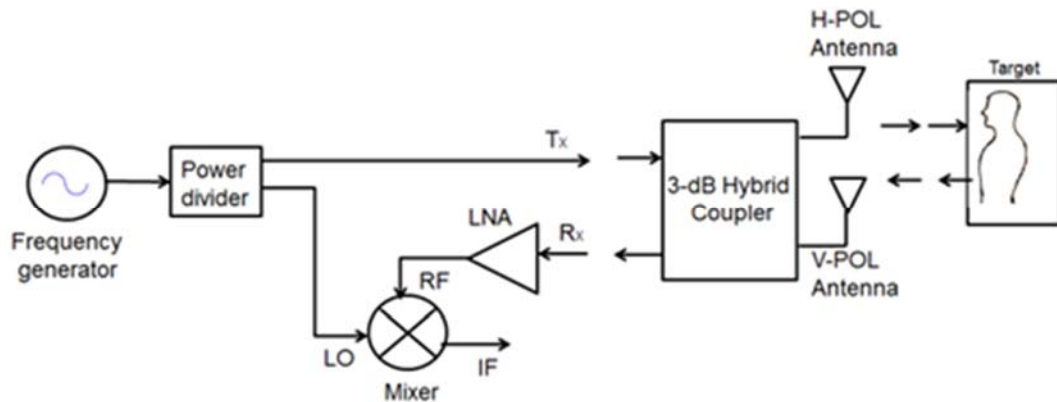 H-POL
Antenna
Target
Tx
Power
divider
3-dB Hybrid
Coupler
LNA
Rx
Frequency
generator
RF
V-POL
Antenna
LO
IF
Mixer